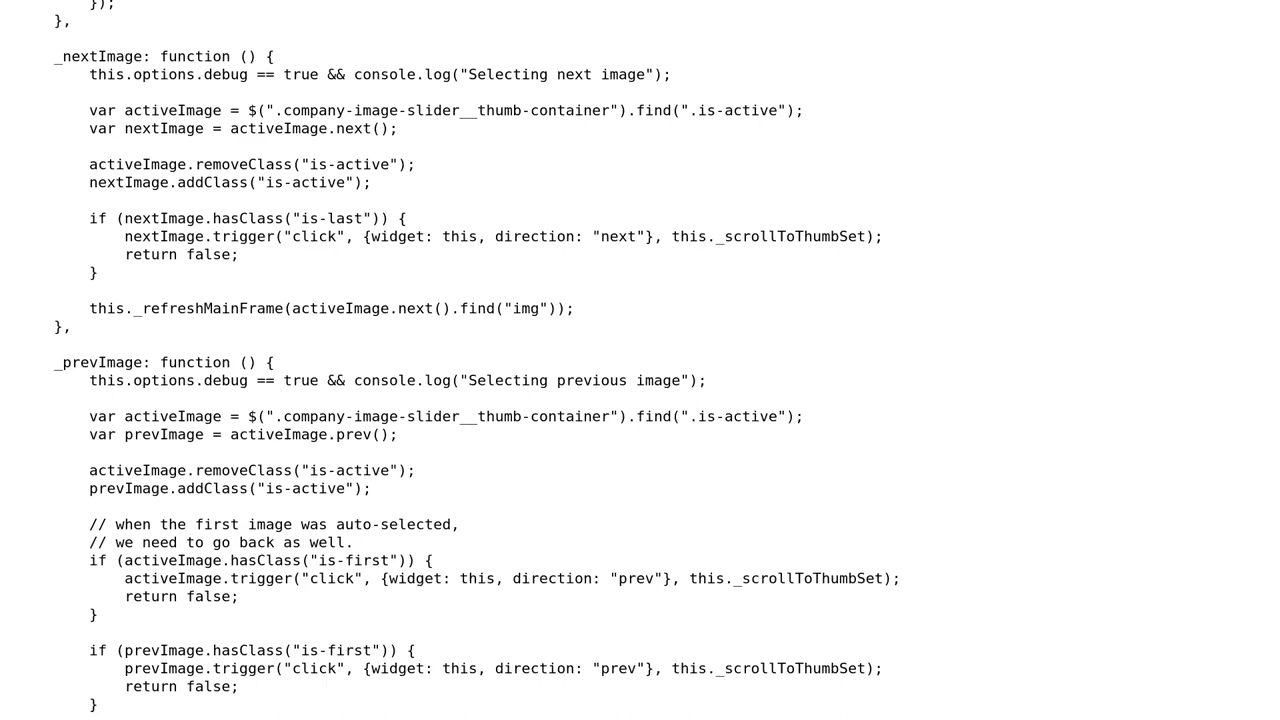 });
},

_nextImage: function () {
    this.options.debug == true && console.log("Selecting next image");

    var activeImage = $(".company-image-slider__thumb-container").find(".is-active");
    var nextImage = activeImage.next();

    activeImage.removeClass("is-active");
    nextImage.addClass("is-active");

    if (nextImage.hasClass("is-last")) {
        nextImage.trigger("click", {widget: this, direction: "next"}, this._scrollToThumbSet);
        return false;
    }

    this._refreshMainFrame(activeImage.next().find("img"));
},

_prevImage: function () {
    this.options.debug == true && console.log("Selecting previous image");

    var activeImage = $(".company-image-slider__thumb-container").find(".is-active");
    var prevImage = activeImage.prev();

    activeImage.removeClass("is-active");
    prevImage.addClass("is-active");

    // when the first image was auto-selected,
    // we need to go back as well.
    if (activeImage.hasClass("is-first")) {
        activeImage.trigger("click", {widget: this, direction: "prev"}, this._scrollToThumbSet);
        return false;
    }

    if (prevImage.hasClass("is-first")) {
        prevImage.trigger("click", {widget: this, direction: "prev"}, this._scrollToThumbSet);
        return false;
    }